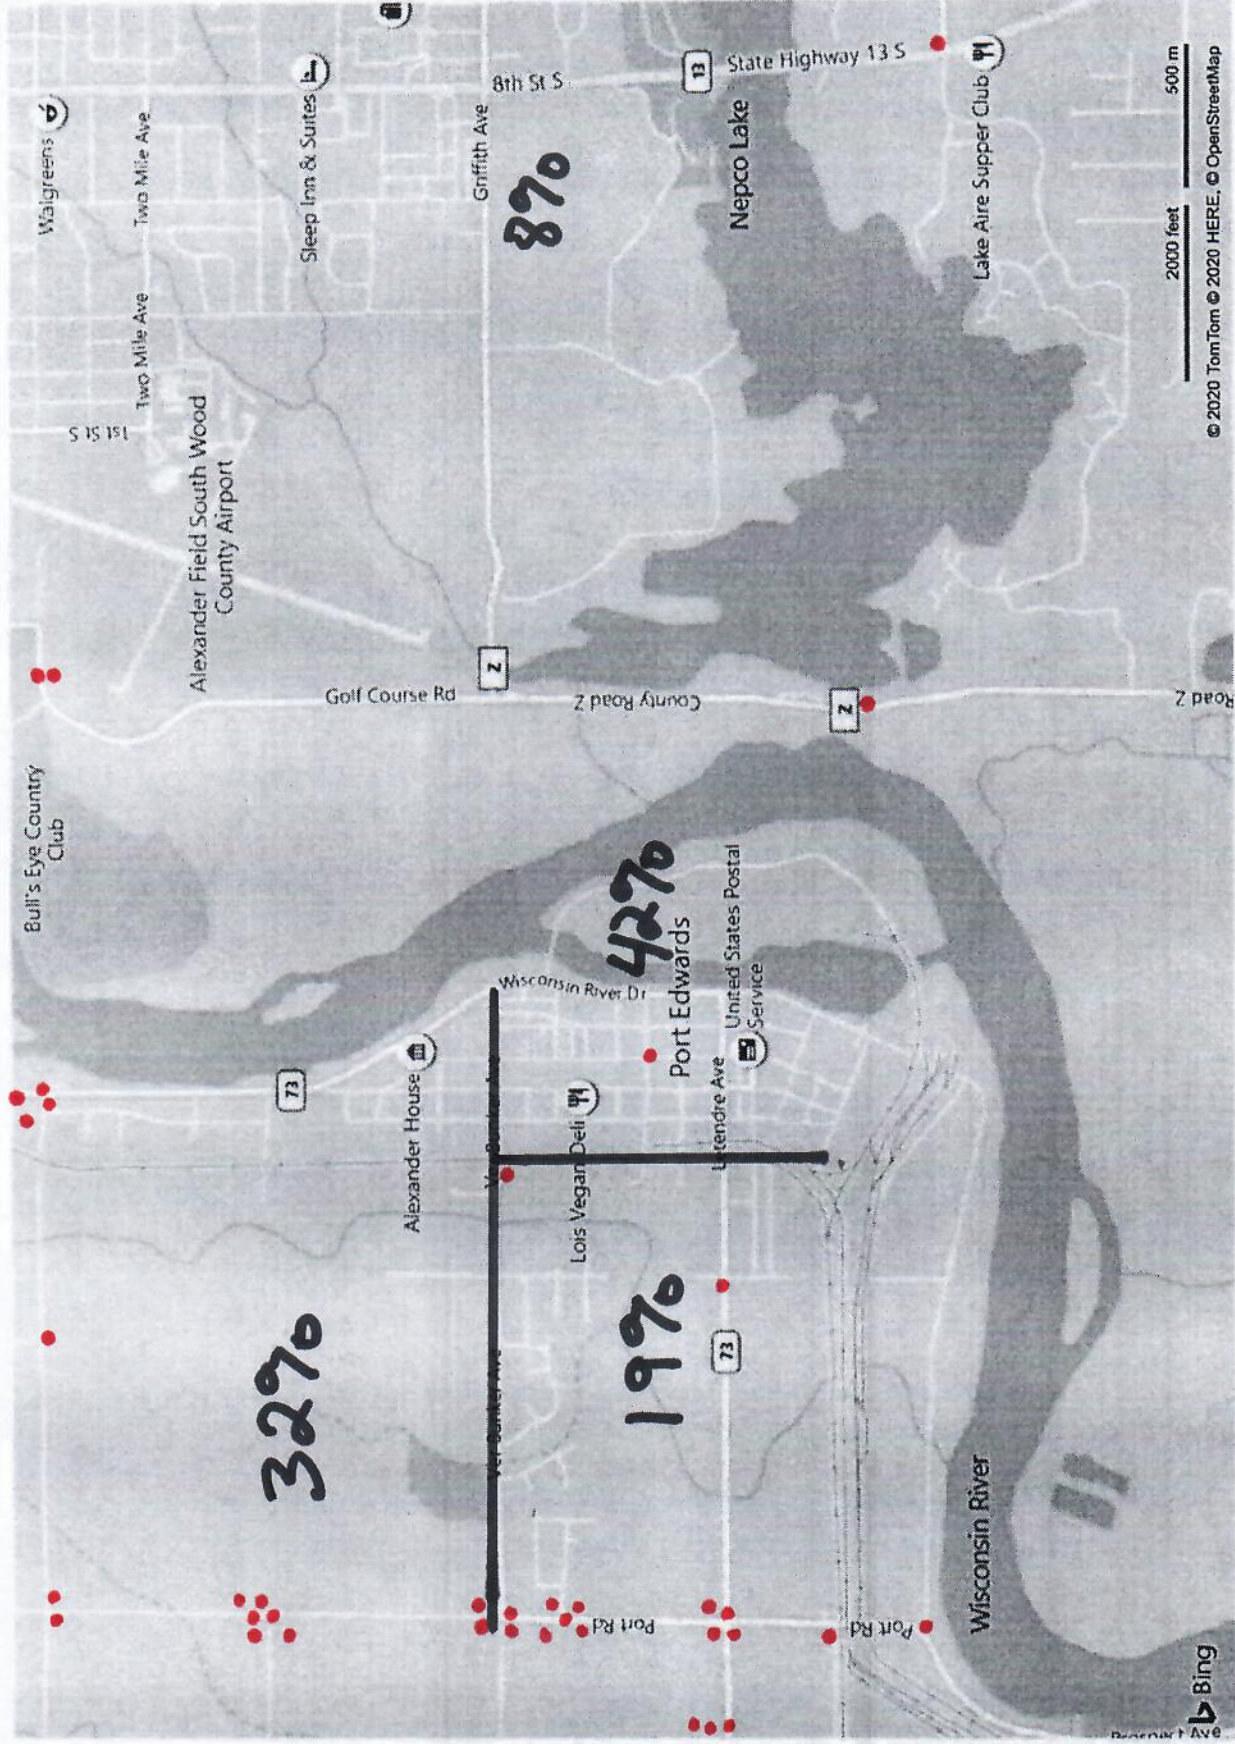 Walgreens
Two Mile Ave
Two Mile Ave
Sleep Inn & Suites
1st St S
Alexander Field South Wood
County Airport
8th St S
Griffith Ave
13
State Highway 13 S
8%
Nepco Lake
Lake Aire Supper Club
Bull's Eye Country
Club
Golf Course Rd
Z
County Road Z
Z
Road Z
73
Alexander House
Wisconsin River Dr
42%
Port Edwards
United States Postal
Service
Lois Vegan Deli
Letendre Ave
32%
19%
73
Port Rd
Port Rd
Wisconsin River
Prospect Ave
Bing
2000 feet
500 m
© 2020 TomTom © 2020 HERE, © OpenStreetMap